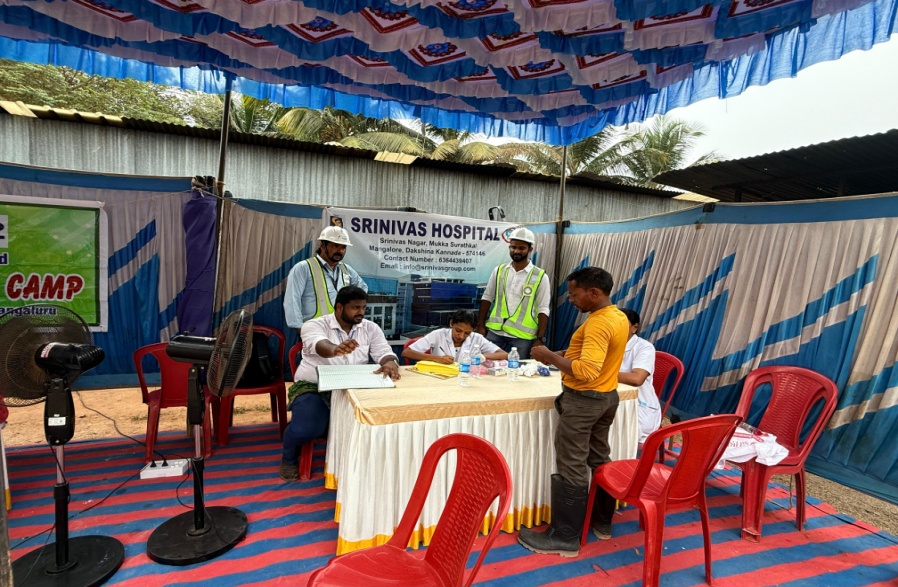 2
d
CAMP
angaluru
SRINIVAS HOSPITAL
Srinivas Nagar, Mukka Surathkal
Mangalore, Dakshina Kannada - 574146
Contact Number : 6364439407
Email : info@srinivasgroup.com